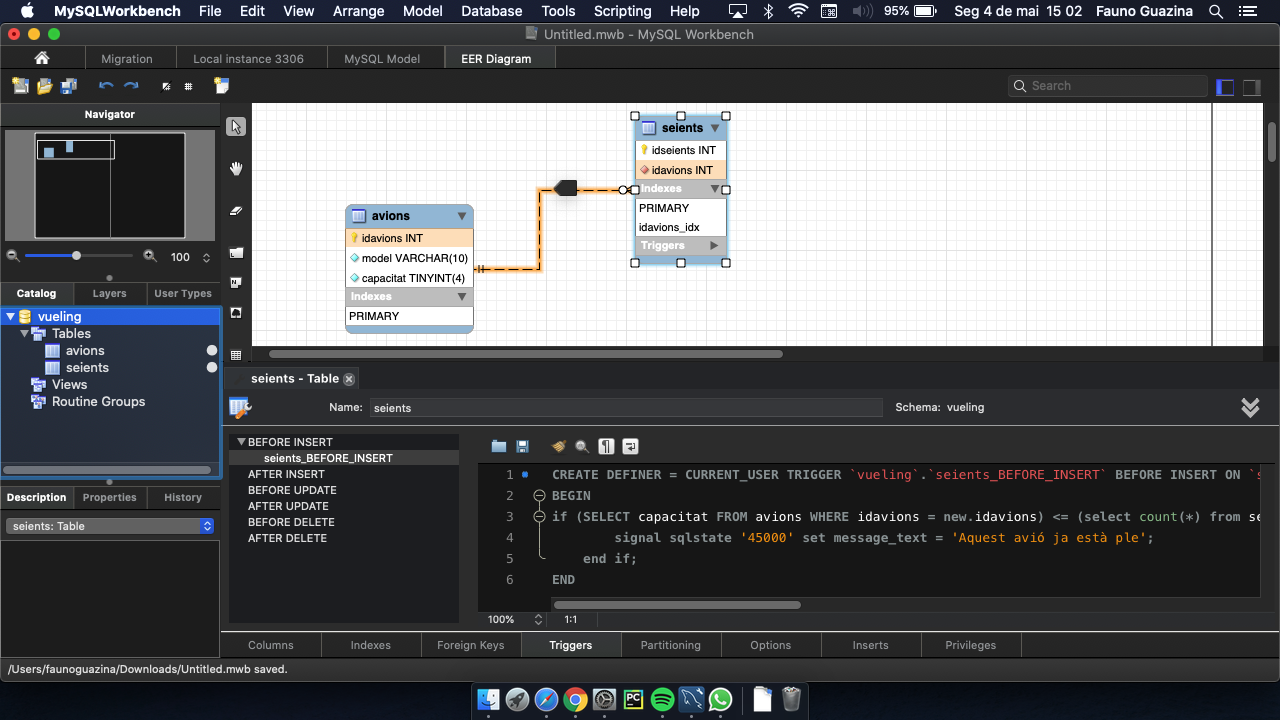 MySQLWorkbench File Edit View Arrange Model Database Tools Scripting Help 95% Seg 4 de mai 15 02 Fauno Guazina
Untitled.mwb - MySQL Workbench
Migration Local instance 3306 MySQL Model EER Diagram
Search
Navigator
100
Catalog Layers User Types
vueling
Tables
avions
seients
Views
Routine Groups
Description Properties History
seients: Table
seients
idseients INT
idavions INT
Indexes
PRIMARY
idavions_idx
Triggers
avions
idavions INT
model VARCHAR(10)
capacitat TINYINT(4)
Indexes
PRIMARY
seients - Table
Name: seients Schema: vueling
BEFORE INSERT
seients_BEFORE_INSERT
AFTER INSERT
BEFORE UPDATE
AFTER UPDATE
BEFORE DELETE
AFTER DELETE
1 CREATE DEFINER = CURRENT_USER TRIGGER `vueling`.`seients_BEFORE_INSERT` BEFORE INSERT ON `s
2 BEGIN
3 if (SELECT capacitat FROM avions WHERE idavions = new.idavions) <= (select count(*) from se
4 signal sqlstate '45000' set message_text = 'Aquest avió ja està ple';
5 end if;
6 END
100% 1:1
Columns Indexes Foreign Keys Triggers Partitioning Options Inserts Privileges
/Users/faunoguazina/Downloads/Untitled.mwb saved.
PC